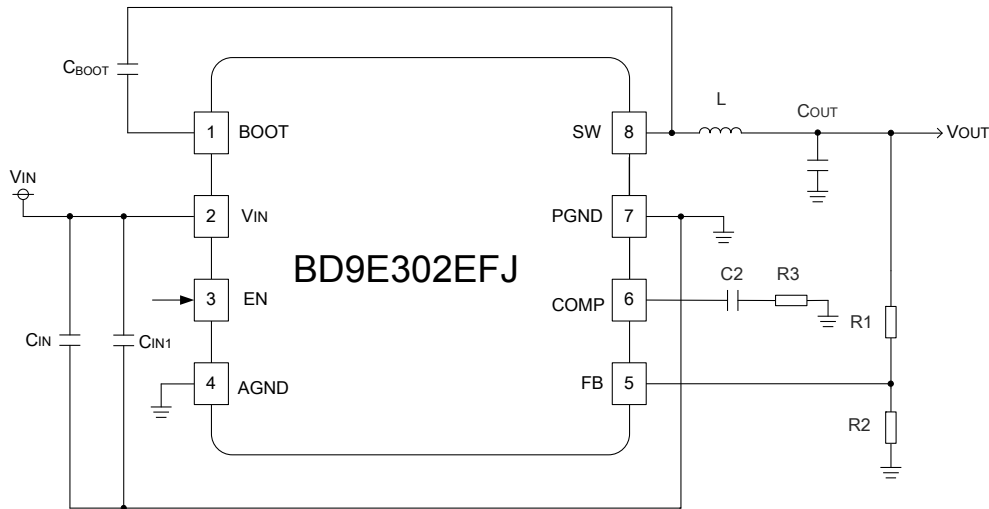 CBOOT
1 BOOT
SW 8
L
COUT
VOUT
VIN
2 VIN
PGND 7
BD9E302EFJ
3 EN
COMP 6
C2 R3
R1
CIN
CIN1
4 AGND
FB 5
R2